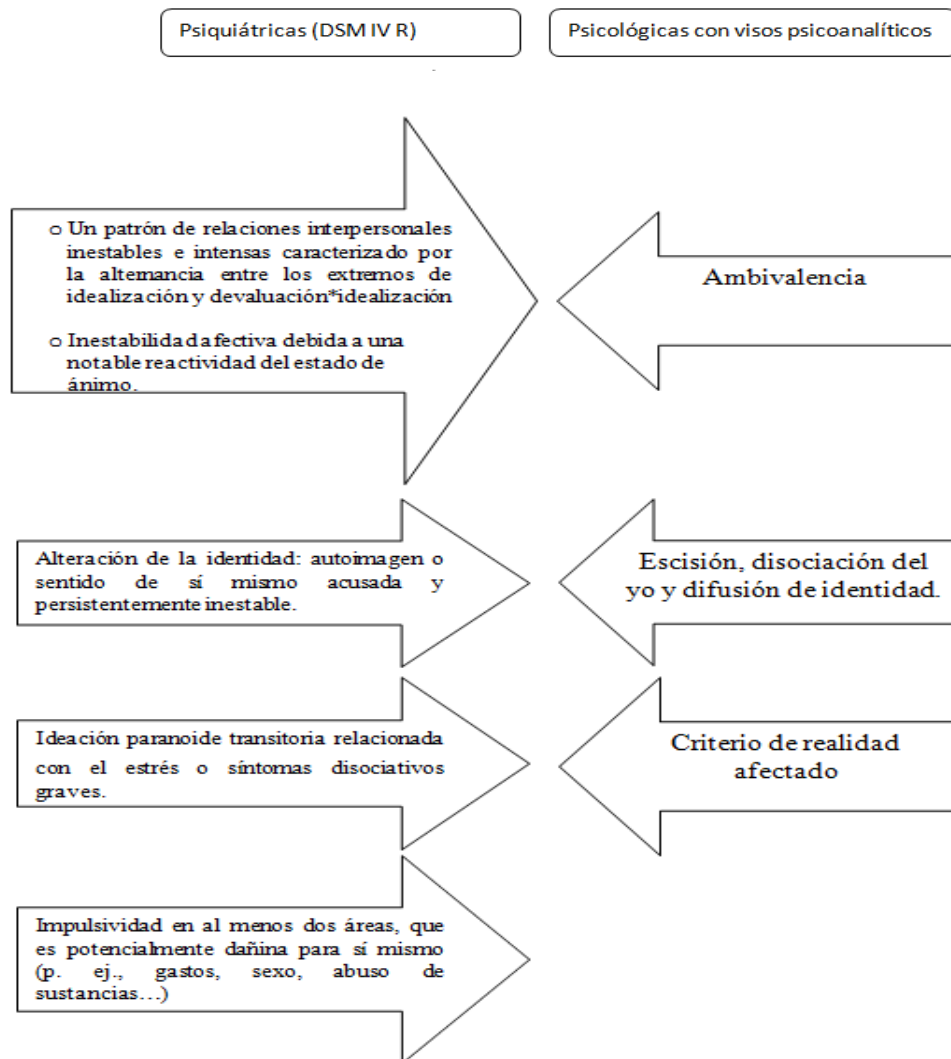 Psiquiátricas (DSM IV R)
Psicológicas con visos psicoanalíticos
o Un patrón de relaciones interpersonales
inestables e intensas caracterizado por
la alternancia entre los extremos de
idealización y devaluación*idealización
o Inestabilidad afectiva debida a una
notable reactividad del estado de
ánimo.
Ambivalencia
Alteración de la identidad: autoimagen o
sentido de sí mismo acusada y
persistentemente inestable.
Escisión, disociación del
yo y difusión de identidad.
Ideación paranoide transitoria relacionada
con el estrés o síntomas disociativos
graves.
Criterio de realidad
afectado
Impulsividad en al menos dos áreas, que
es potencialmente dañina para sí mismo
(p. ej., gastos, sexo, abuso de
sustancias…)